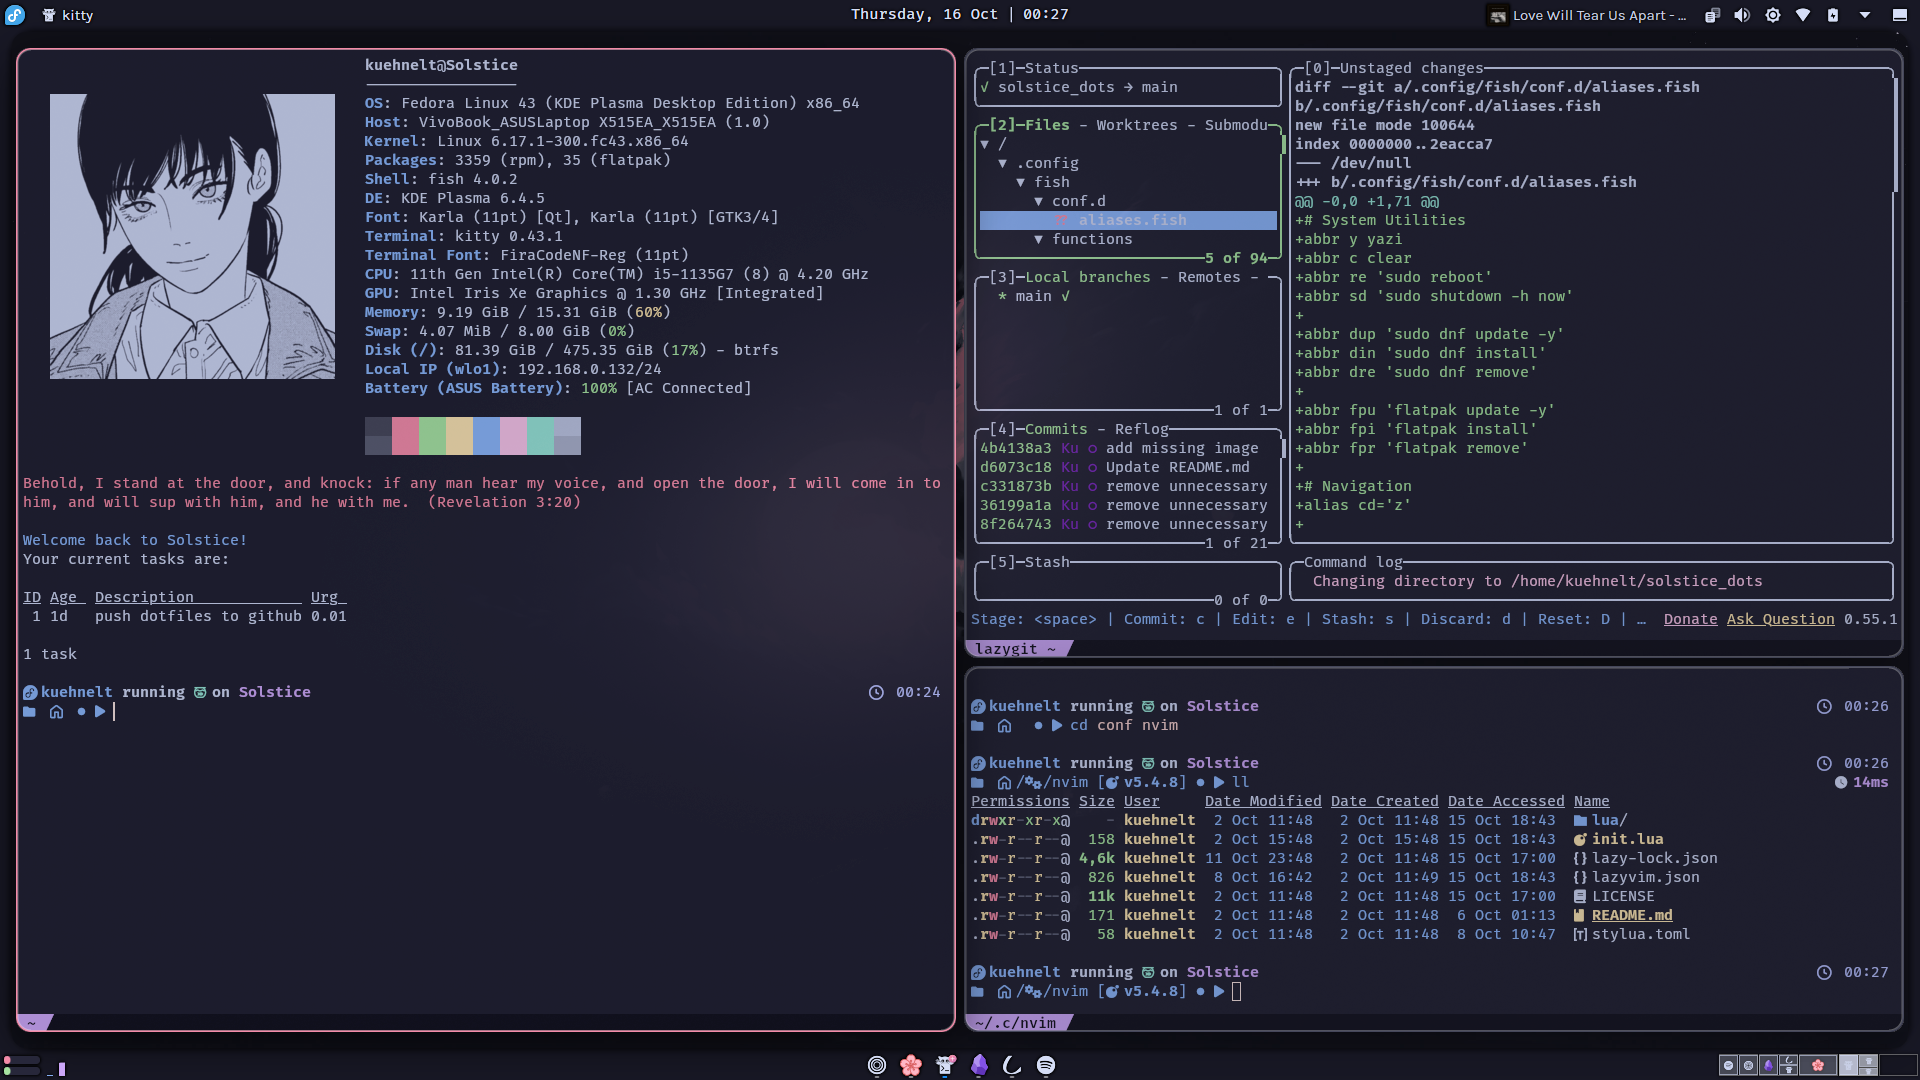 kitty
Thursday, 16 Oct | 00:27
Love Will Tear Us Apart - …
kuehnelt@Solstice
OS: Fedora Linux 43 (KDE Plasma Desktop Edition) x86_64
Host: VivoBook_ASUSLaptop X515EA_X515EA (1.0)
Kernel: Linux 6.17.1-300.fc43.x86_64
Packages: 3359 (rpm), 35 (flatpak)
Shell: fish 4.0.2
DE: KDE Plasma 6.4.5
Font: Karla (11pt) [Qt], Karla (11pt) [GTK3/4]
Terminal: kitty 0.43.1
Terminal Font: FiraCodeNF-Reg (11pt)
CPU: 11th Gen Intel(R) Core(TM) i5-1135G7 (8) @ 4.20 GHz
GPU: Intel Iris Xe Graphics @ 1.30 GHz [Integrated]
Memory: 9.19 GiB / 15.31 GiB (60%)
Swap: 4.07 MiB / 8.00 GiB (0%)
Disk (/): 81.39 GiB / 475.35 GiB (17%) - btrfs
Local IP (wlo1): 192.168.0.132/24
Battery (ASUS Battery): 100% [AC Connected]
Behold, I stand at the door, and knock: if any man hear my voice, and open the door, I will come in to
him, and will sup with him, and he with me.  (Revelation 3:20)
Welcome back to Solstice!
Your current tasks are:
ID Age Description Urg
1 1d push dotfiles to github 0.01
1 task
kuehnelt running on Solstice 00:24
~
[1]-Status
✓ solstice_dots → main
[2]-Files - Worktrees - Submodu
▼ /
▼ .config
▼ fish
▼ conf.d
aliases.fish
▼ functions
5 of 94
[3]-Local branches - Remotes -
* main ✓
1 of 1
[4]-Commits - Reflog
4b4138a3 Ku o add missing image
d6073c18 Ku o Update README.md
c331873b Ku o remove unnecessary
36199a1a Ku o remove unnecessary
8f264743 Ku o remove unnecessary
1 of 21
[5]-Stash
0 of 0
[0]-Unstaged changes
diff --git a/.config/fish/conf.d/aliases.fish
b/.config/fish/conf.d/aliases.fish
new file mode 100644
index 0000000..2eacca7
--- /dev/null
+++ b/.config/fish/conf.d/aliases.fish
@@ -0,0 +1,71 @@
+# System Utilities
+abbr y yazi
+abbr c clear
+abbr re 'sudo reboot'
+abbr sd 'sudo shutdown -h now'
+
+abbr dup 'sudo dnf update -y'
+abbr din 'sudo dnf install'
+abbr dre 'sudo dnf remove'
+
+abbr fpu 'flatpak update -y'
+abbr fpi 'flatpak install'
+abbr fpr 'flatpak remove'
+
+# Navigation
+alias cd='z'
+
Command log
Changing directory to /home/kuehnelt/solstice_dots
Stage: <space> | Commit: c | Edit: e | Stash: s | Discard: d | Reset: D | … Donate Ask Question 0.55.1
lazygit ~
kuehnelt running on Solstice 00:26
cd conf nvim
kuehnelt running on Solstice 00:26
/nvim [ v5.4.8] ● ▶ ll 14ms
Permissions Size User Date Modified Date Created Date Accessed Name
drwxr-xr-x@ - kuehnelt 2 Oct 11:48 2 Oct 11:48 15 Oct 18:43 lua/
.rw-r--r--@ 158 kuehnelt 2 Oct 15:48 2 Oct 15:48 15 Oct 18:43 init.lua
.rw-r--r--@ 4,6k kuehnelt 11 Oct 23:48 2 Oct 11:48 15 Oct 17:00 {} lazy-lock.json
.rw-r--r--@ 826 kuehnelt 8 Oct 16:42 2 Oct 11:49 15 Oct 18:43 {} lazyvim.json
.rw-r--r--@ 11k kuehnelt 2 Oct 11:48 2 Oct 11:48 15 Oct 17:00 LICENSE
.rw-r--r--@ 171 kuehnelt 2 Oct 11:48 2 Oct 11:48 6 Oct 01:13 README.md
.rw-r--r--@ 58 kuehnelt 2 Oct 11:48 2 Oct 11:48 8 Oct 10:47 [T] stylua.toml
kuehnelt running on Solstice 00:27
/nvim [ v5.4.8] ● ▶
~/.c/nvim